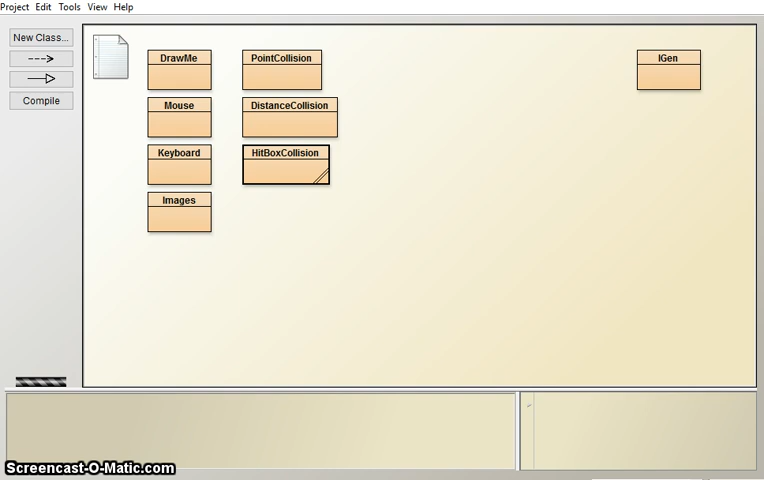 Project Edit Tools View Help
New Class...
Compile
DrawMe
PointCollision
IGen
Mouse
DistanceCollision
Keyboard
HitBoxCollision
Images
Screencast-O-Matic.com